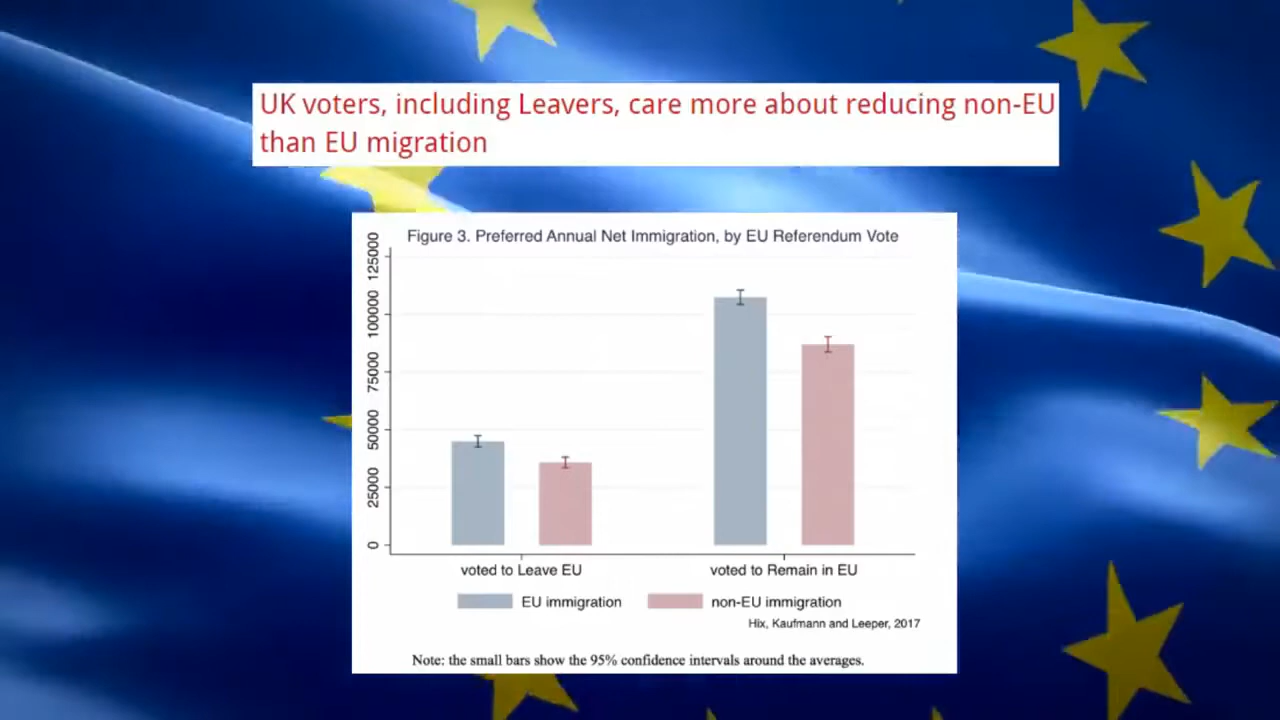 UK voters, including Leavers, care more about reducing non-EU
than EU migration
Figure 3. Preferred Annual Net Immigration, by EU Referendum Vote
125000
100000
75000
50000
25000
0
voted to Leave EU
voted to Remain in EU
EU immigration
non-EU immigration
Hix, Kaufmann and Leeper, 2017
Note: the small bars show the 95% confidence intervals around the averages.